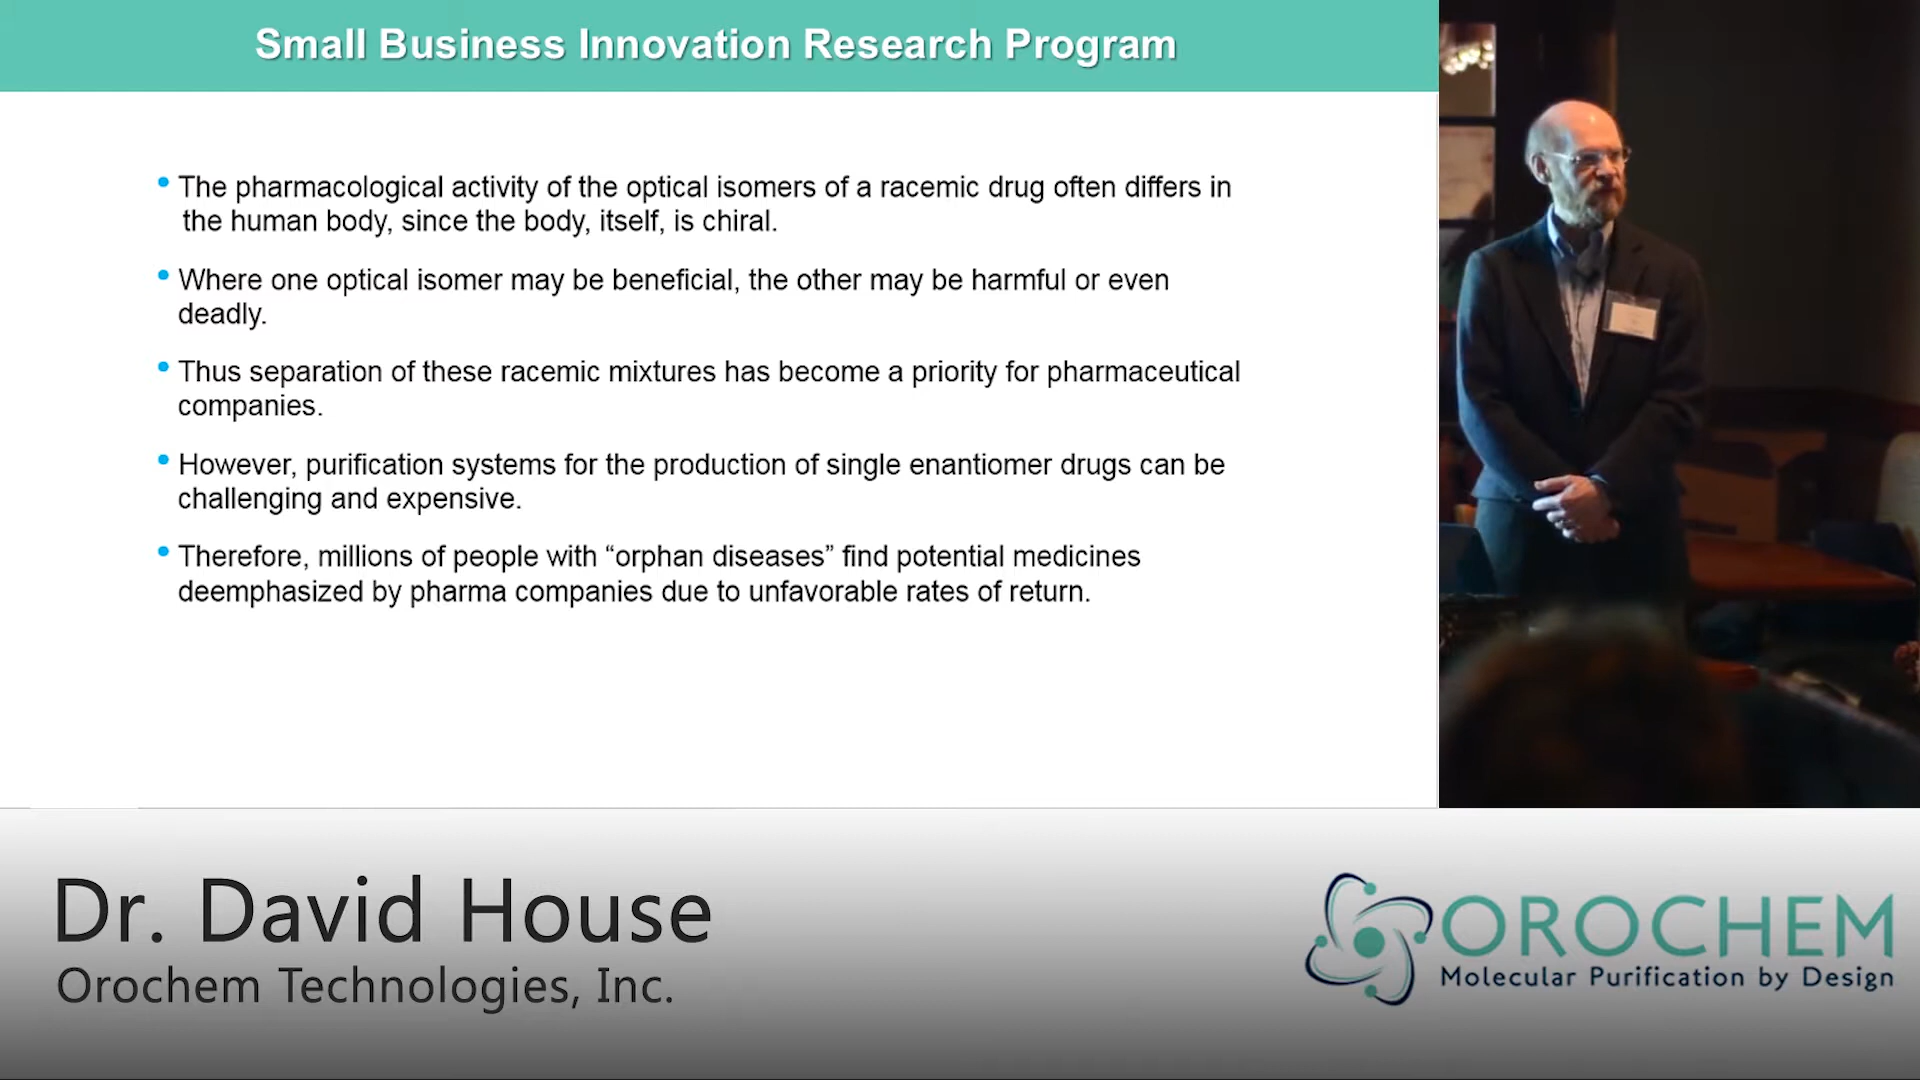 Small Business Innovation Research Program
• The pharmacological activity of the optical isomers of a racemic drug often differs in
the human body, since the body, itself, is chiral.
• Where one optical isomer may be beneficial, the other may be harmful or even
deadly.
• Thus separation of these racemic mixtures has become a priority for pharmaceutical
companies.
• However, purification systems for the production of single enantiomer drugs can be
challenging and expensive.
• Therefore, millions of people with “orphan diseases” find potential medicines
deemphasized by pharma companies due to unfavorable rates of return.
Dr. David House
Orochem Technologies, Inc.
OROCHEM
Molecular Purification by Design